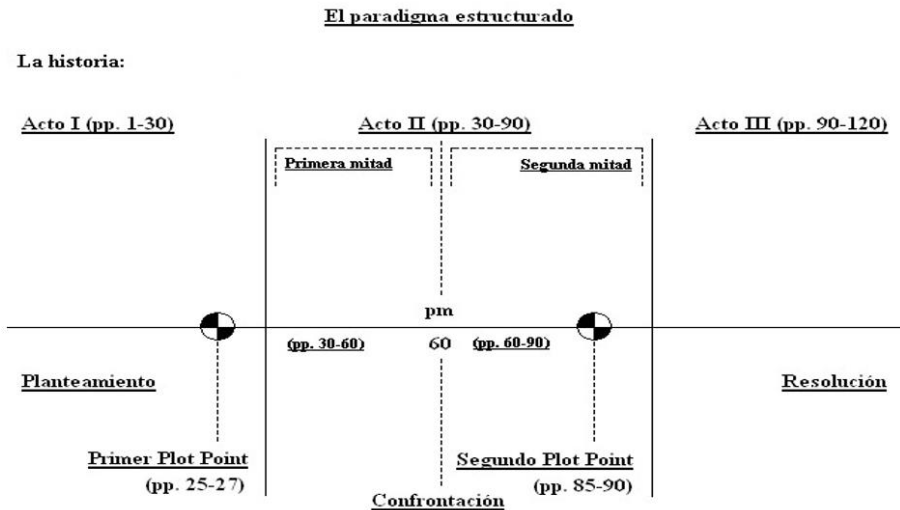 El paradigma estructurado
La historia:
Acto I (pp. 1-30)
Acto II (pp. 30-90)
Acto III (pp. 90-120)
Primera mitad
Segunda mitad
pm
(pp. 30-60)
60
(pp. 60-90)
Planteamiento
Resolución
Primer Plot Point
(pp. 25-27)
Segundo Plot Point
(pp. 85-90)
Confrontación